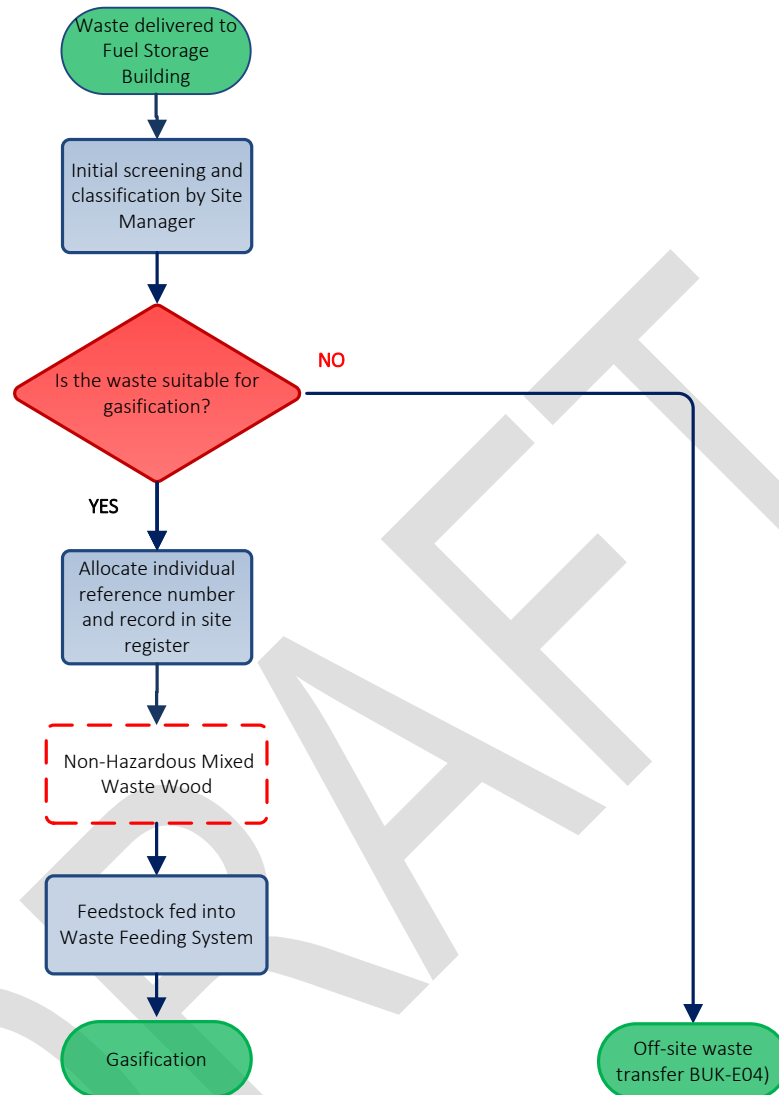 Waste delivered to
Fuel Storage
Building
Initial screening and
classification by Site
Manager
Is the waste suitable for
gasification?
NO
YES
Allocate individual
reference number
and record in site
register
Non-Hazardous Mixed
Waste Wood
Feedstock fed into
Waste Feeding System
Gasification
Off-site waste
transfer BUK-E04)
DRAFT